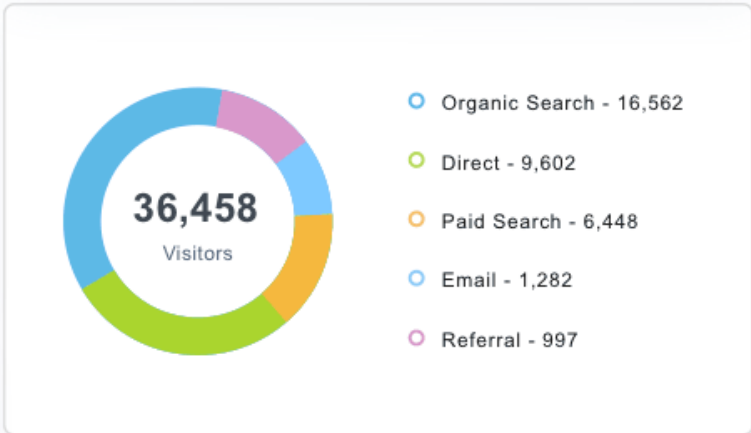 36,458
Visitors
Organic Search - 16,562
Direct - 9,602
Paid Search - 6,448
Email - 1,282
Referral - 997